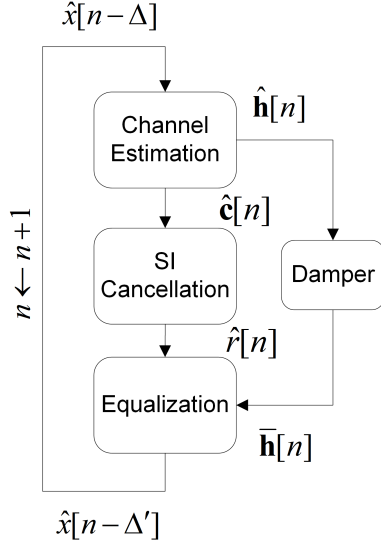 x̂[n − Δ]
Channel
Estimation
ĥ[n]
ĉ[n]
n ← n + 1
SI
Cancellation
Damper
r̂[n]
Equalization
h̄[n]
x̂[n − Δ′]